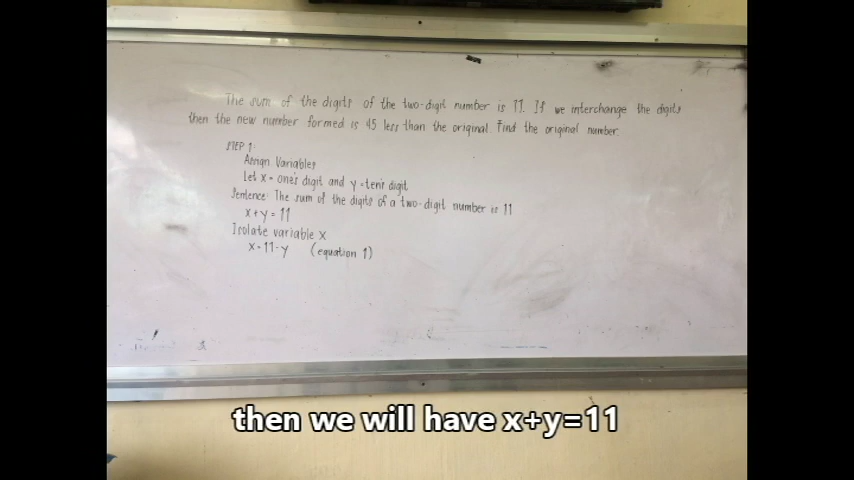 The sum of the digits of the two-digit number is 11. If we interchange the digits
then the new number formed is 45 less than the original. Find the original number.
STEP 1:
Assign Variables
Let x = one's digit and y = ten's digit
Sentence: The sum of the digits of a two-digit number is 11
x+y = 11
Isolate variable x
x = 11-y (equation 1)
then we will have x+y=11